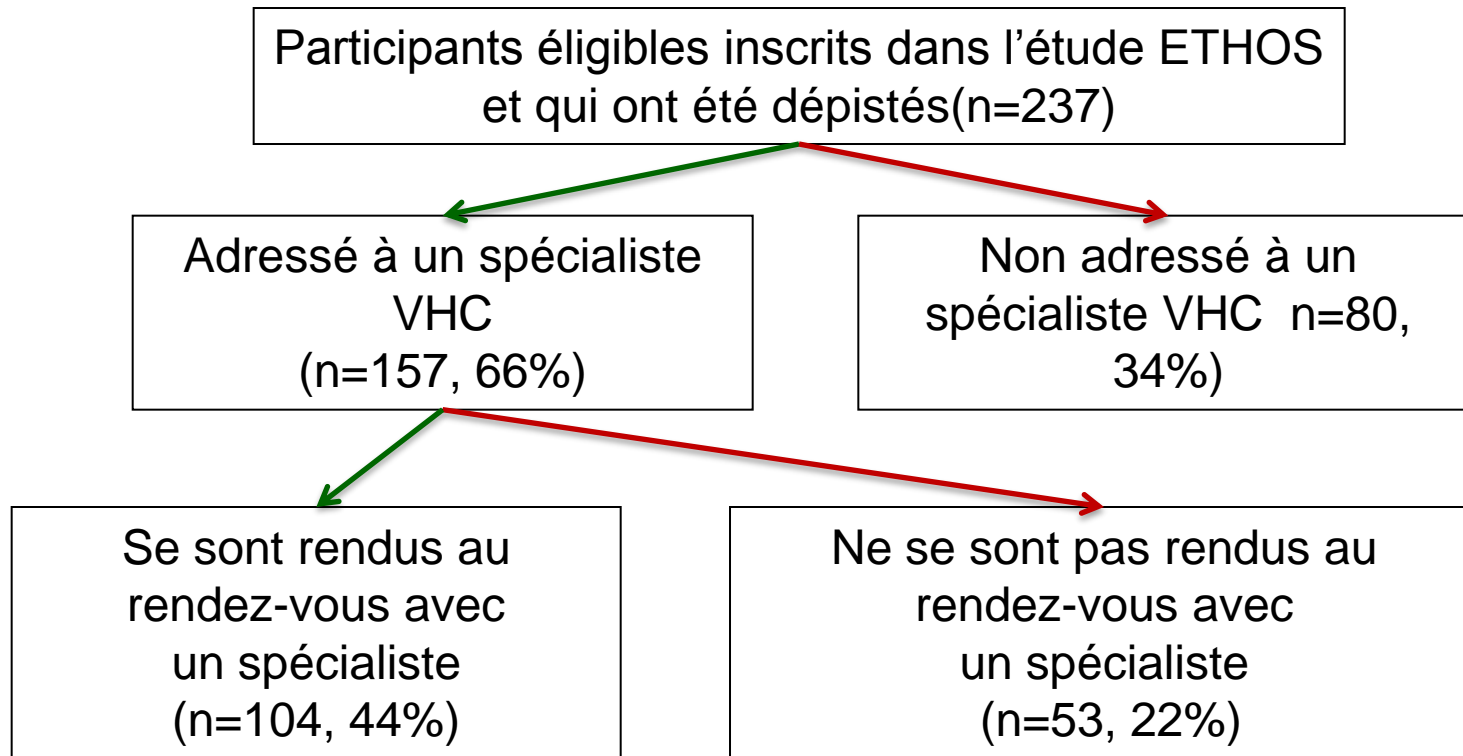 Participants éligibles inscrits dans l’étude ETHOS
et qui ont été dépistés(n=237)
Adressé à un spécialiste
VHC
(n=157, 66%)
Non adressé à un
spécialiste VHC  n=80,
34%)
Se sont rendus au
rendez-vous avec
un spécialiste
(n=104, 44%)
Ne se sont pas rendus au
rendez-vous avec
un spécialiste
(n=53, 22%)